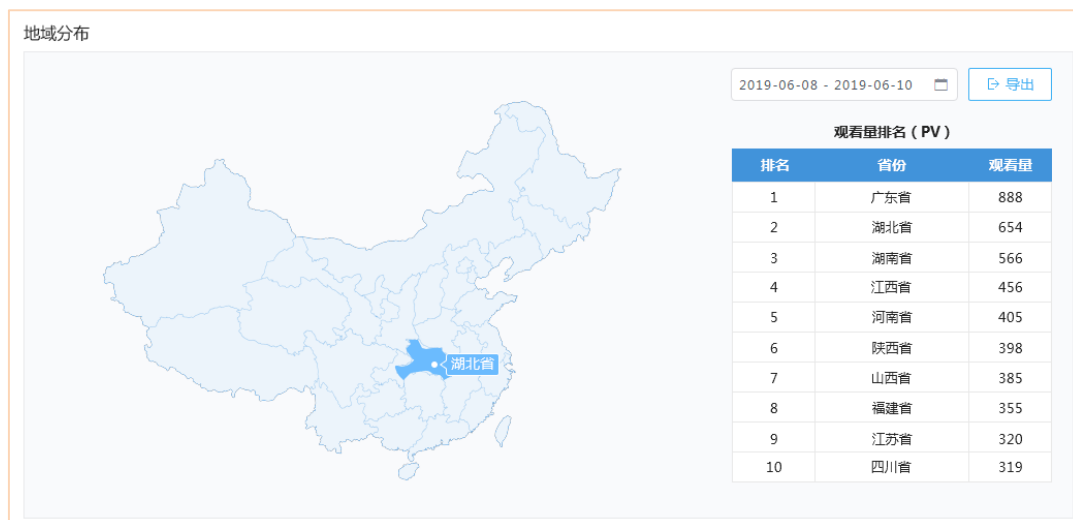 地域分布
2019-06-08 - 2019-06-10 导出
观看量排名（PV）
排名 省份 观看量
1 广东省 888
2 湖北省 654
3 湖南省 566
4 江西省 456
5 河南省 405
6 陕西省 398
7 山西省 385
8 福建省 355
9 江苏省 320
10 四川省 319
湖北省